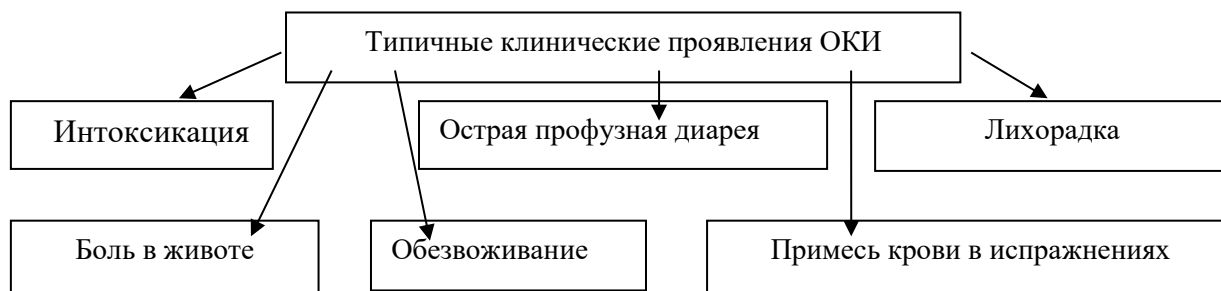 Типичные клинические проявления ОКИ
Интоксикация
Острая профузная диарея
Лихорадка
Боль в животе
Обезвоживание
Примесь крови в испражнениях